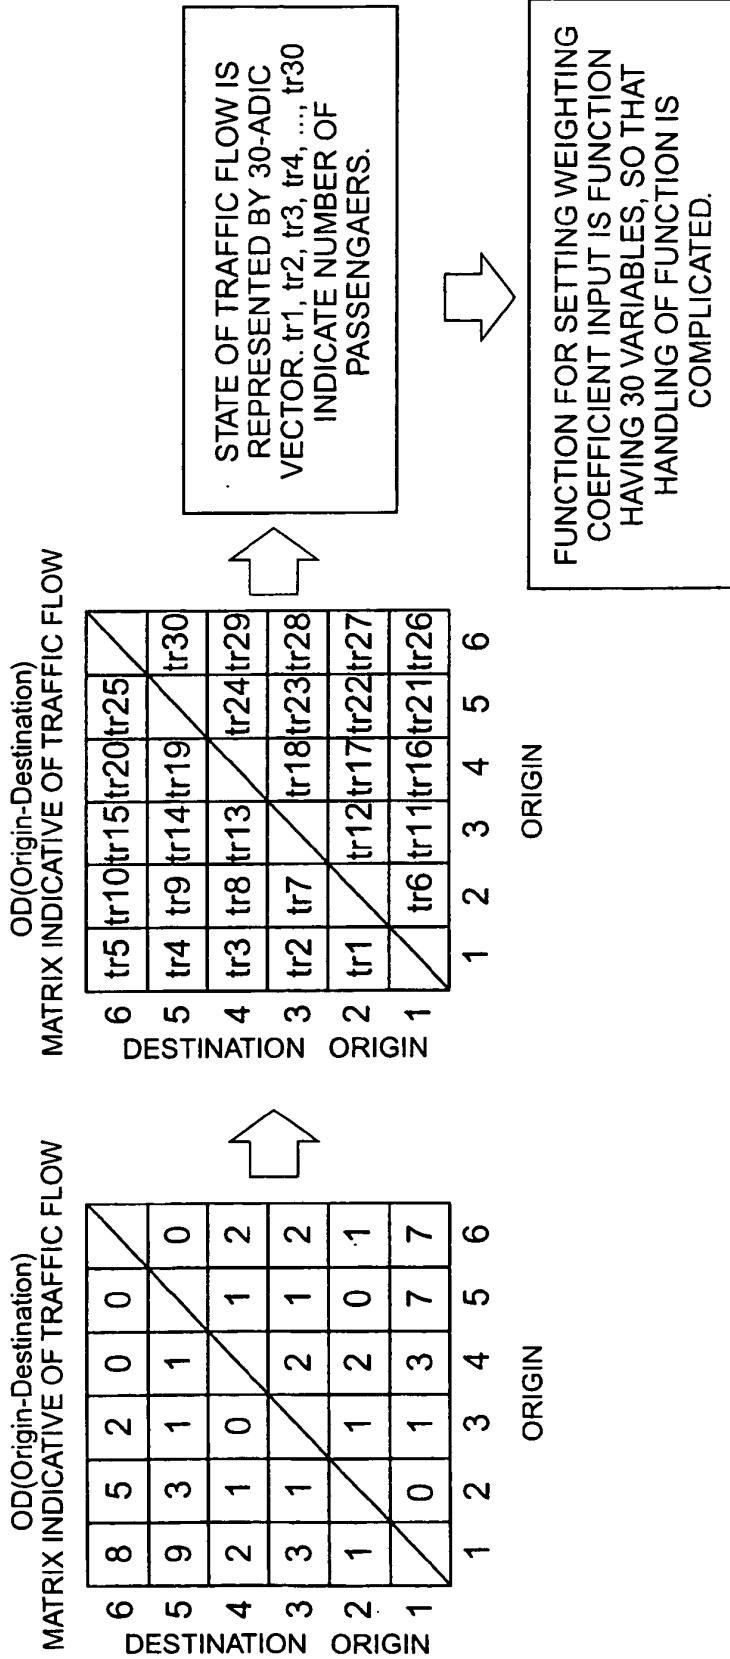 OD(Origin-Destination)
MATRIX INDICATIVE OF TRAFFIC FLOW
6 8 5 2 0 0
5 9 3 1 1 0
4 2 1 0 1 2
3 3 1 2 1 2
2 1 1 2 0 1
1 0 1 3 7 7
1 2 3 4 5 6
DESTINATION ORIGIN
ORIGIN
OD(Origin-Destination)
MATRIX INDICATIVE OF TRAFFIC FLOW
6 tr5 tr10 tr15 tr20 tr25
5 tr4 tr9 tr14 tr19 tr30
4 tr3 tr8 tr13 tr24 tr29
3 tr2 tr7 tr18 tr23 tr28
2 tr1 tr12 tr17 tr22 tr27
1 tr6 tr11 tr16 tr21 tr26
1 2 3 4 5 6
DESTINATION ORIGIN
ORIGIN
STATE OF TRAFFIC FLOW IS
REPRESENTED BY 30-ADIC
VECTOR. tr1, tr2, tr3, tr4, ..., tr30
INDICATE NUMBER OF
PASSENGAERS.
FUNCTION FOR SETTING WEIGHTING
COEFFICIENT INPUT IS FUNCTION
HAVING 30 VARIABLES, SO THAT
HANDLING OF FUNCTION IS
COMPLICATED.